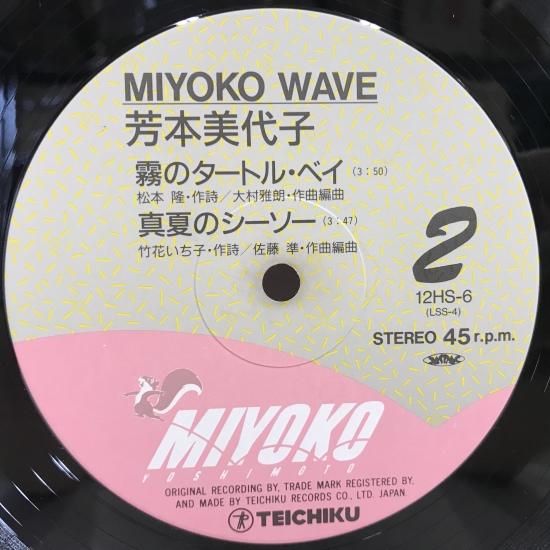 MIYOKO WAVE
芳本美代子
霧のタートル・ベイ (3:50)
松本 隆・作詩／大村雅朗・作曲編曲
真夏のシーソー (3:47)
竹花いち子・作詩／佐藤 準・作曲編曲
2
12HS-6
(LSS-4)
STEREO 45 r.p.m.
MIYOKO
YOSHIMOTO
ORIGINAL RECORDING BY, TRADE MARK REGISTERED BY,
AND MADE BY TEICHIKU RECORDS CO., LTD. JAPAN.
TEICHIKU